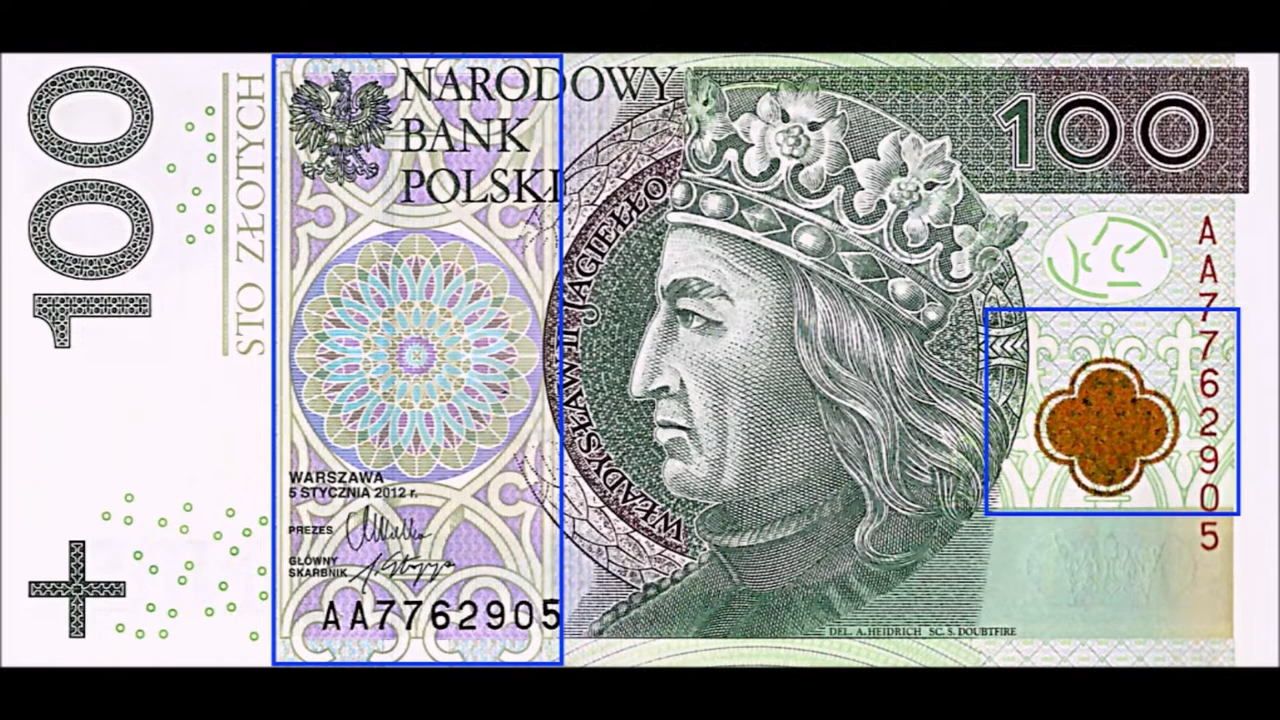 100
STO ZŁOTYCH
NARODOWY
BANK
POLSKI
WŁADYSŁAW II JAGIEŁŁO
100
AA7762905
WARSZAWA
5 STYCZNIA 2012 r.
PREZES
GŁÓWNY
SKARBNIK
AA7762905
DEL. A. HEIDRICH SC. S. DOUBTFIRE